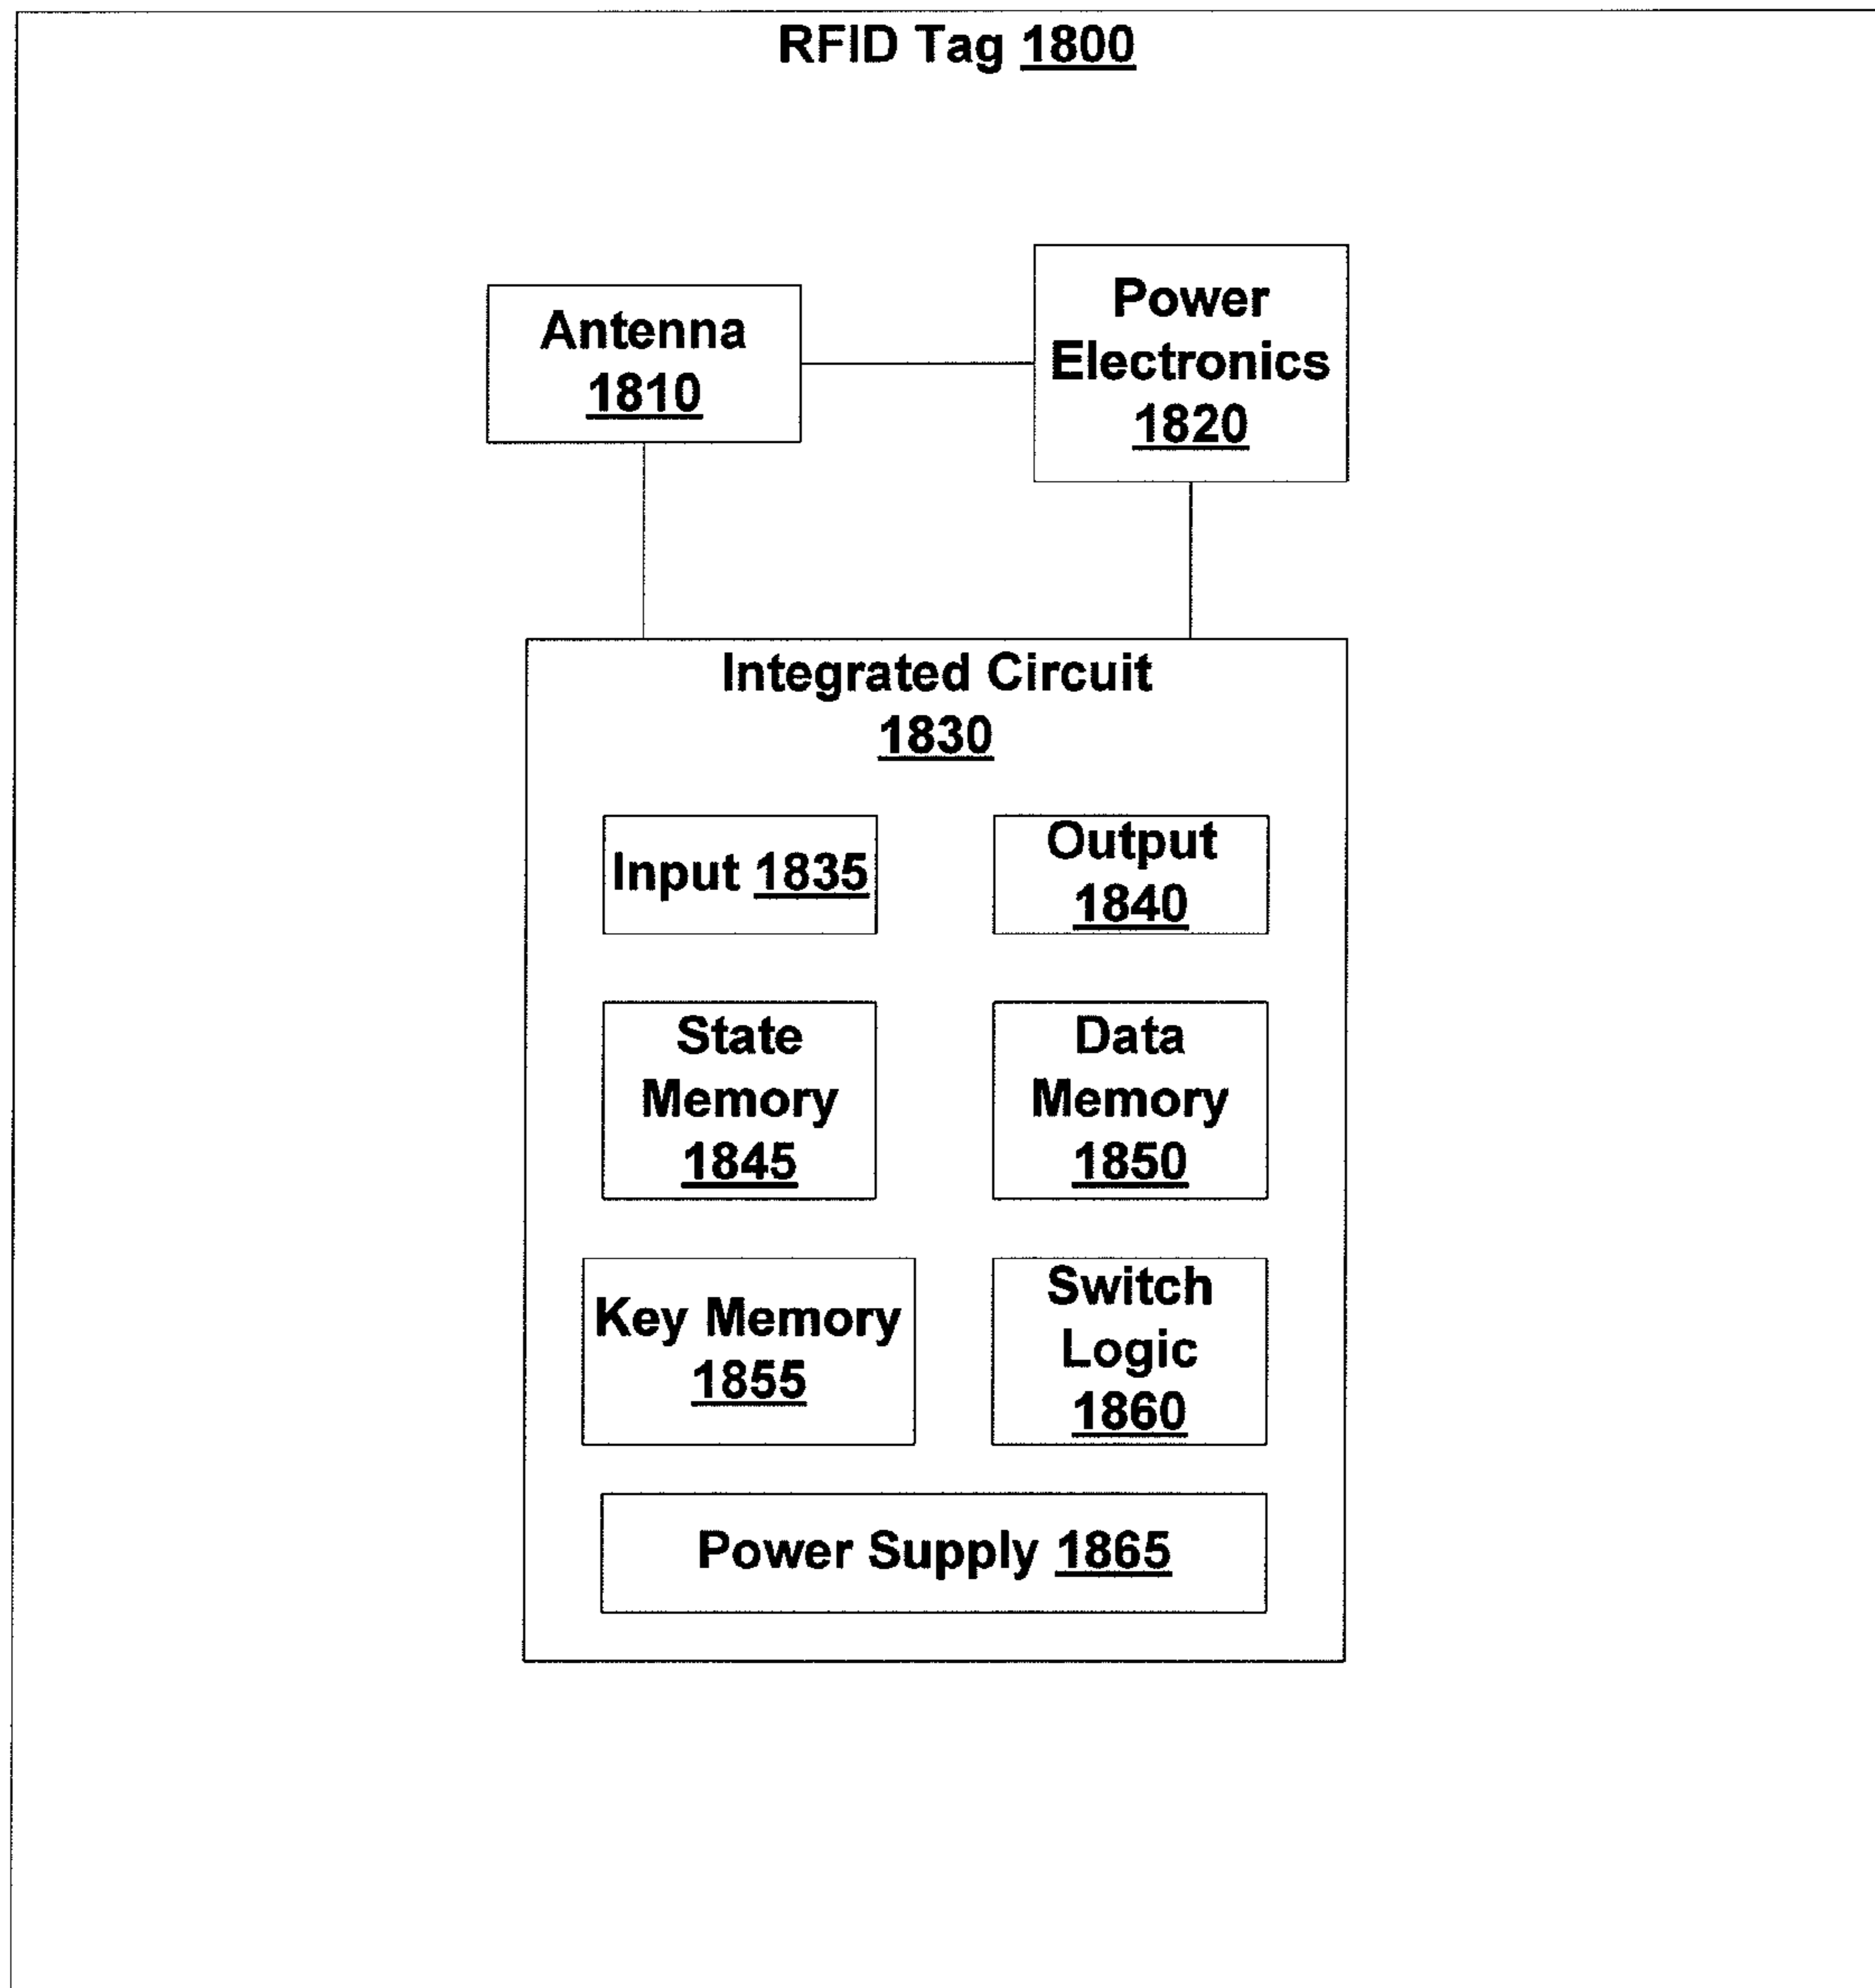 RFID Tag 1800
Antenna
1810
Power
Electronics
1820
Integrated Circuit
1830
Input 1835
Output
1840
State
Memory
1845
Data
Memory
1850
Key Memory
1855
Switch
Logic
1860
Power Supply 1865